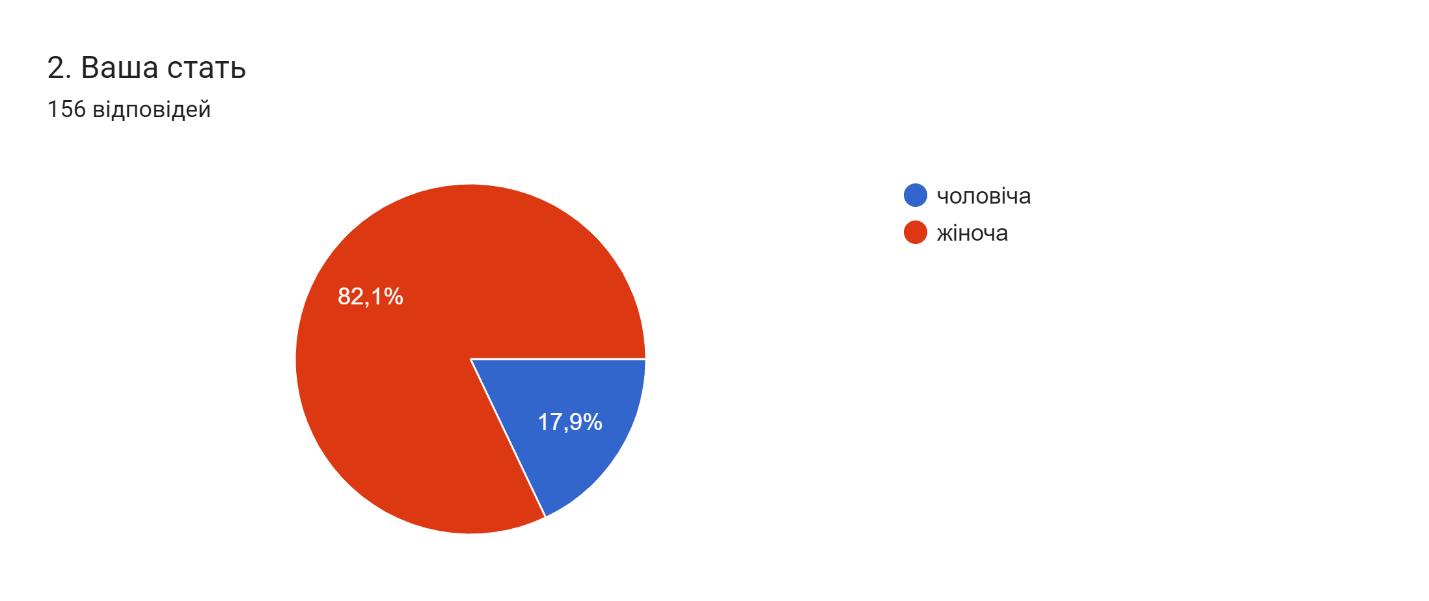 2. Ваша стать
156 відповідей
чоловіча
жіноча
82,1%
17,9%